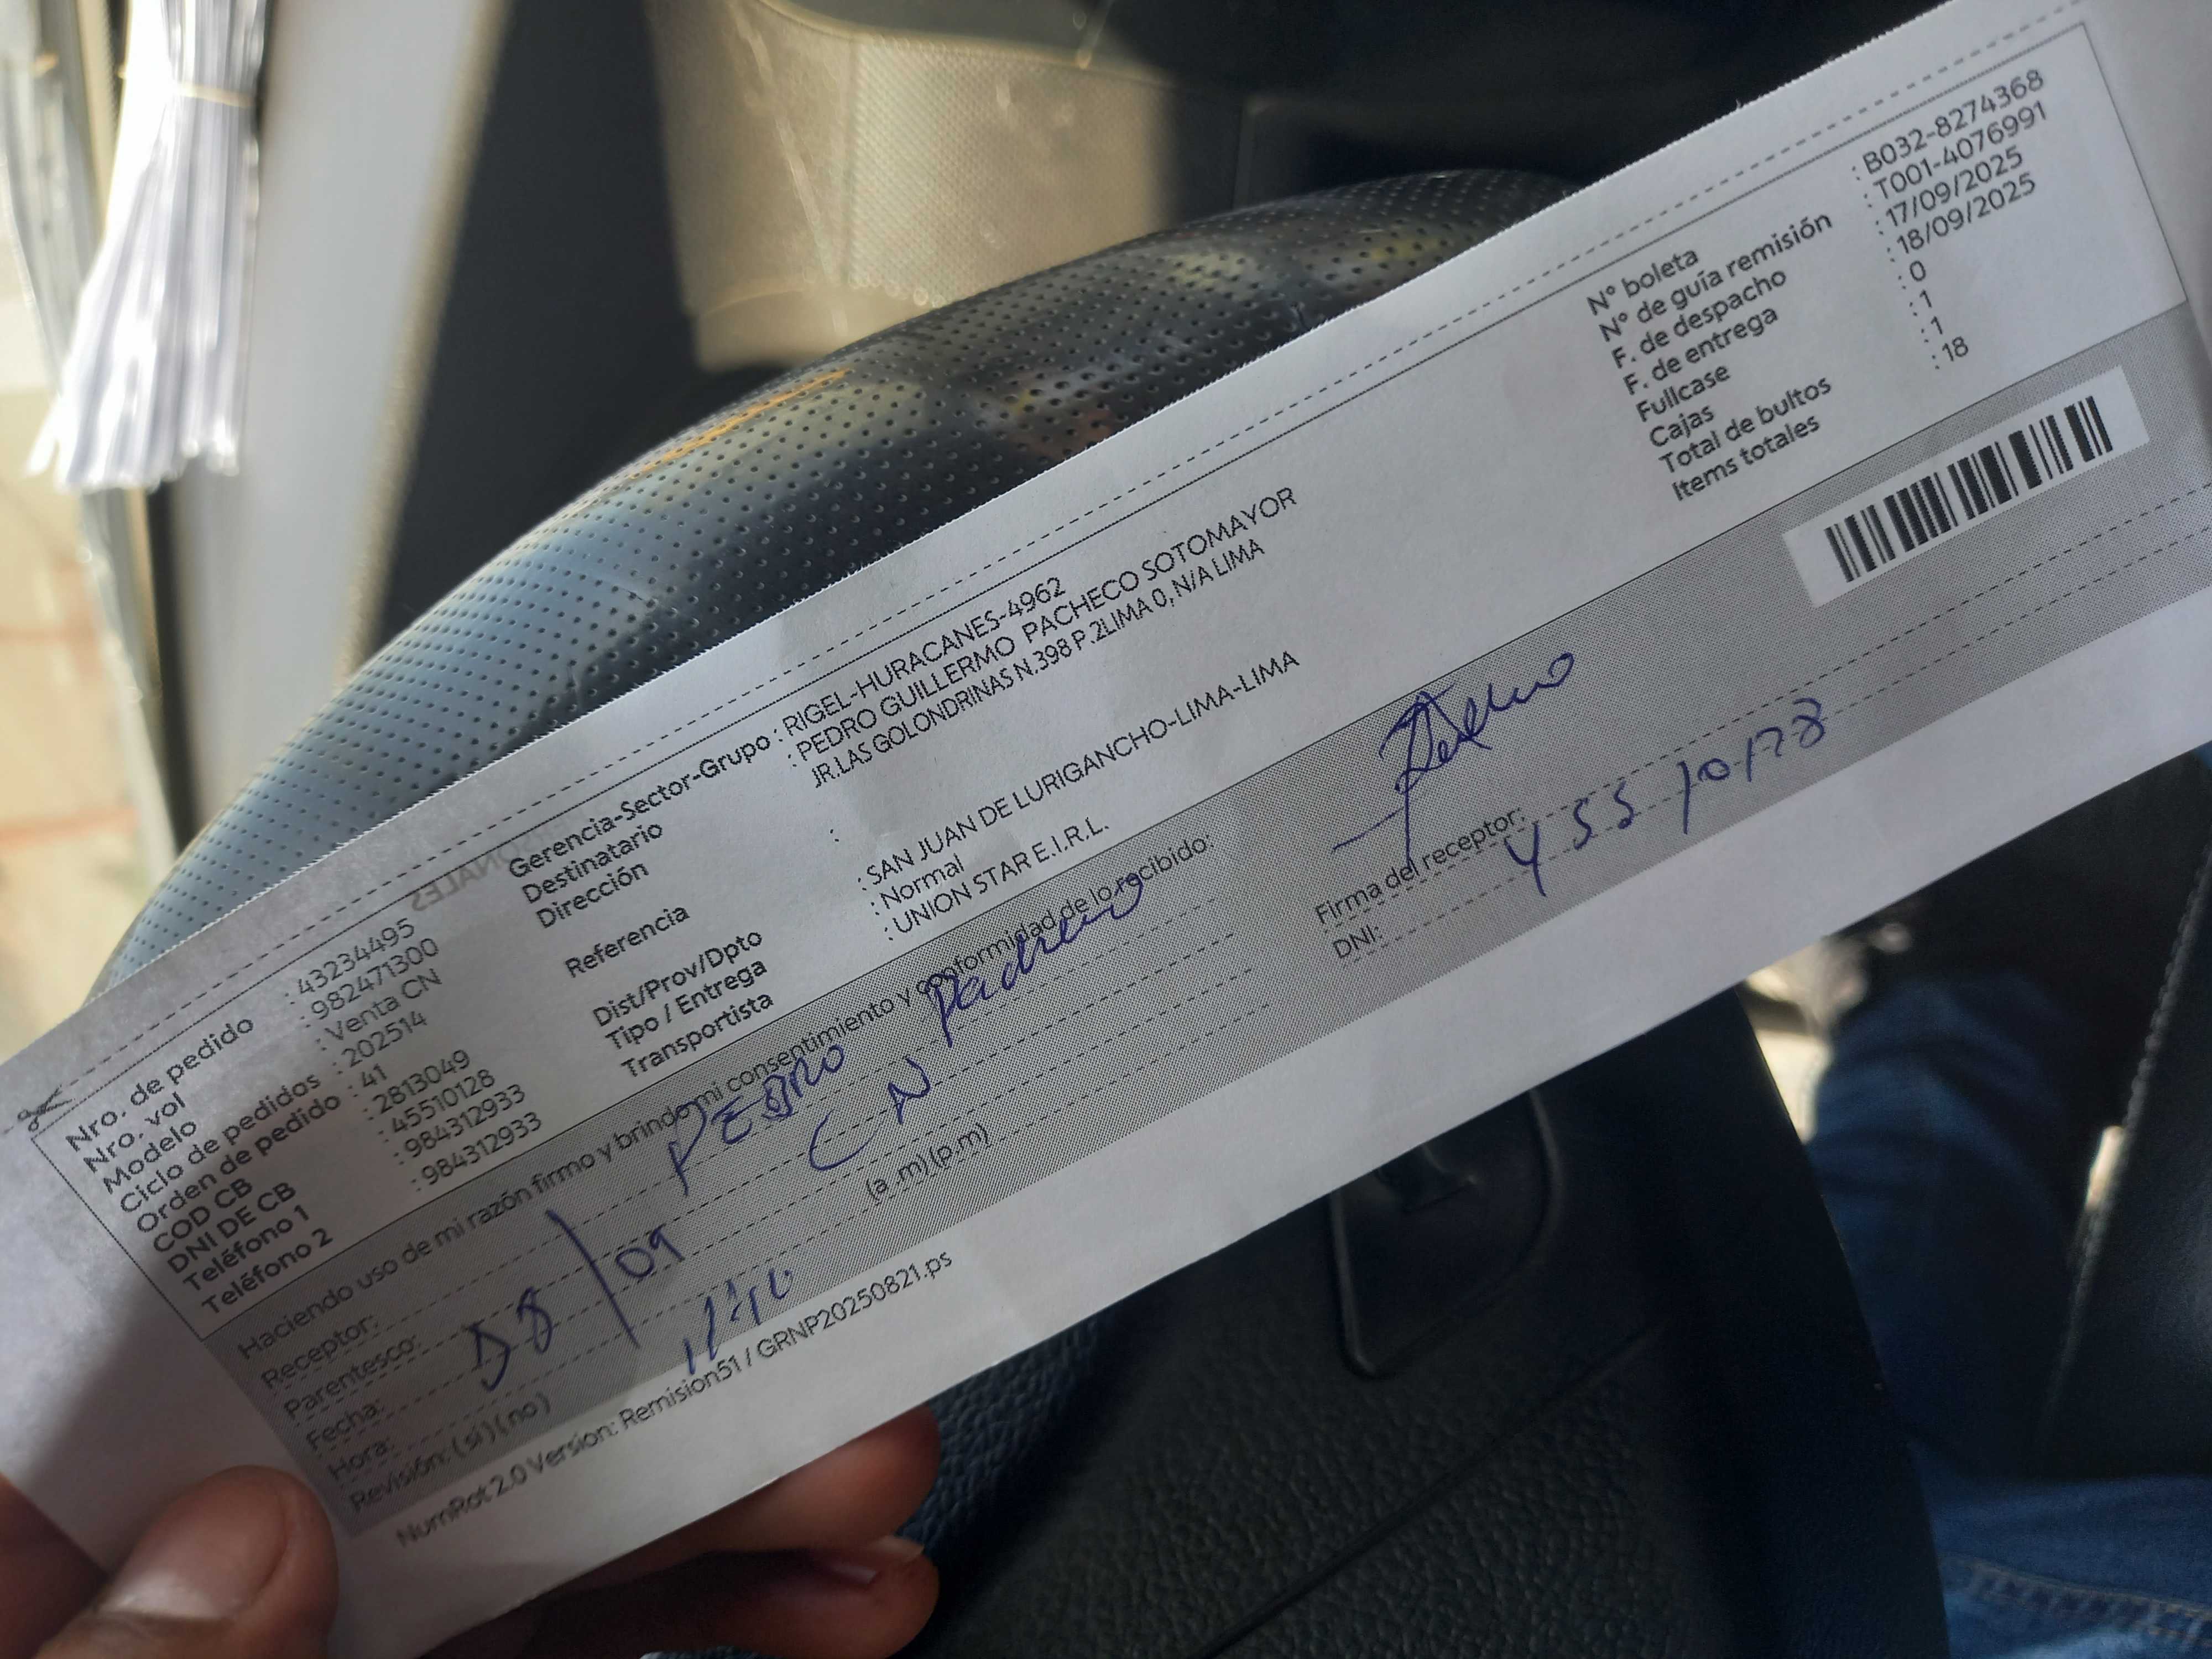 Nro. de pedido : 43234495
Nro. vol : 982471300
Modelo : Venta CN
Ciclo de pedidos : 202514
Orden de pedido : 41
COD CB : 2813049
DNI DE CB : 45510128
Teléfono 1 : 984312933
Teléfono 2 : 984312933
Gerencia-Sector-Grupo : RIGEL-HURACANES-4962
Destinatario : PEDRO GUILLERMO PACHECO SOTOMAYOR
Dirección JR.LAS GOLONDRINAS N.398 P.2LIMA 0, N/A LIMA
Referencia :
Dist/Prov/Dpto : SAN JUAN DE LURIGANCHO-LIMA-LIMA
Tipo / Entrega : Normal
Transportista : UNION STAR E.I.R.L.
N° boleta : B032-8274368
N° de guía remisión : T001-4076991
F. de despacho : 17/09/2025
F. de entrega : 18/09/2025
Fullcase : 0
Cajas : 1
Total de bultos : 1
Items totales : 18
Haciendo uso de mi razón firmo y brindo mi consentimiento y conformidad de lo recibido:
Receptor: PEDRO
Parentesco: CN
Fecha: 09
Hora: (a .m) (p.m)
Revisión: (si) (no)
Firma del receptor:
DNI:
NumRot 2.0 Version: Remision51 / GRNP20250821.ps